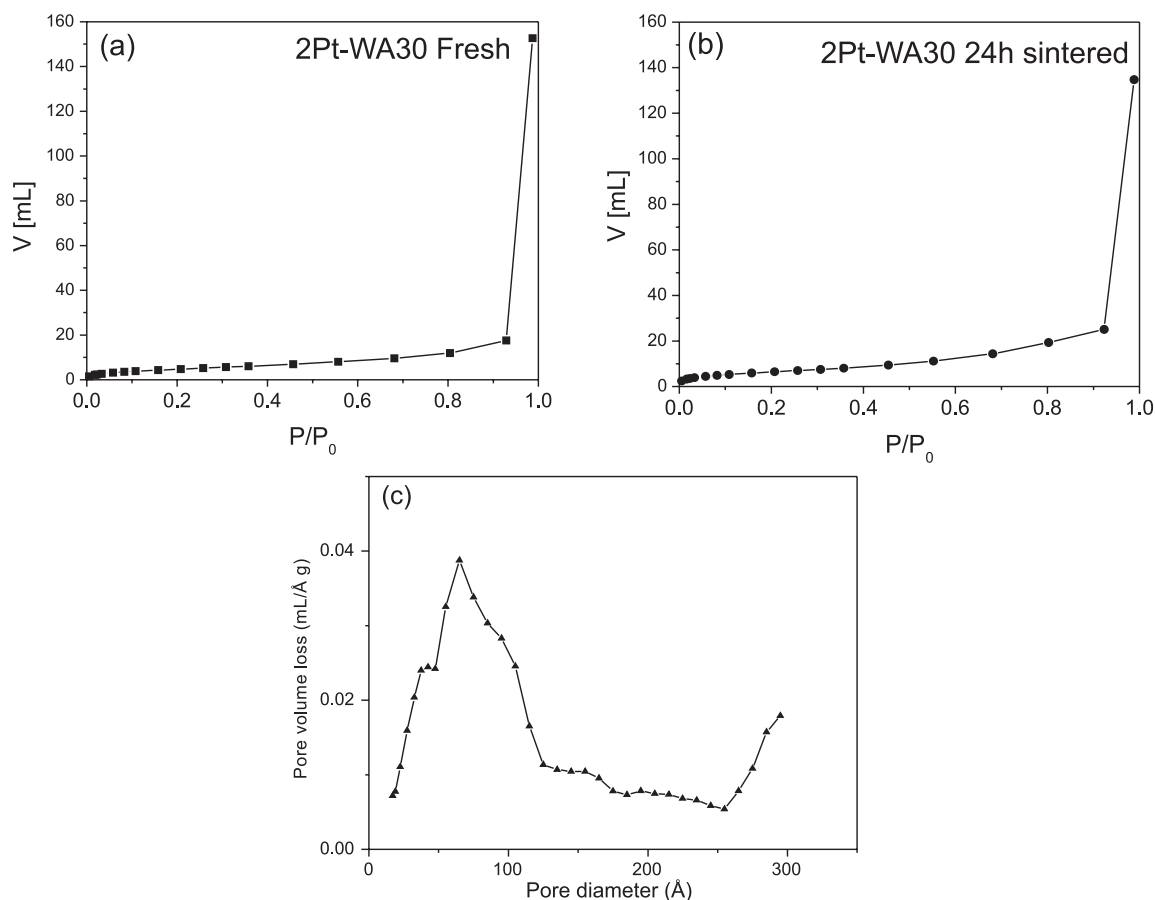 (a)
2Pt-WA30 Fresh
160
140
120
100
80
60
40
20
0
V [mL]
0.0 0.2 0.4 0.6 0.8 1.0
P/P₀
(b)
2Pt-WA30 24h sintered
160
140
120
100
80
60
40
20
0
V [mL]
0.0 0.2 0.4 0.6 0.8 1.0
P/P₀
(c)
0.04
0.02
0.00
Pore volume loss (mL/Å g)
0 100 200 300
Pore diameter (Å)